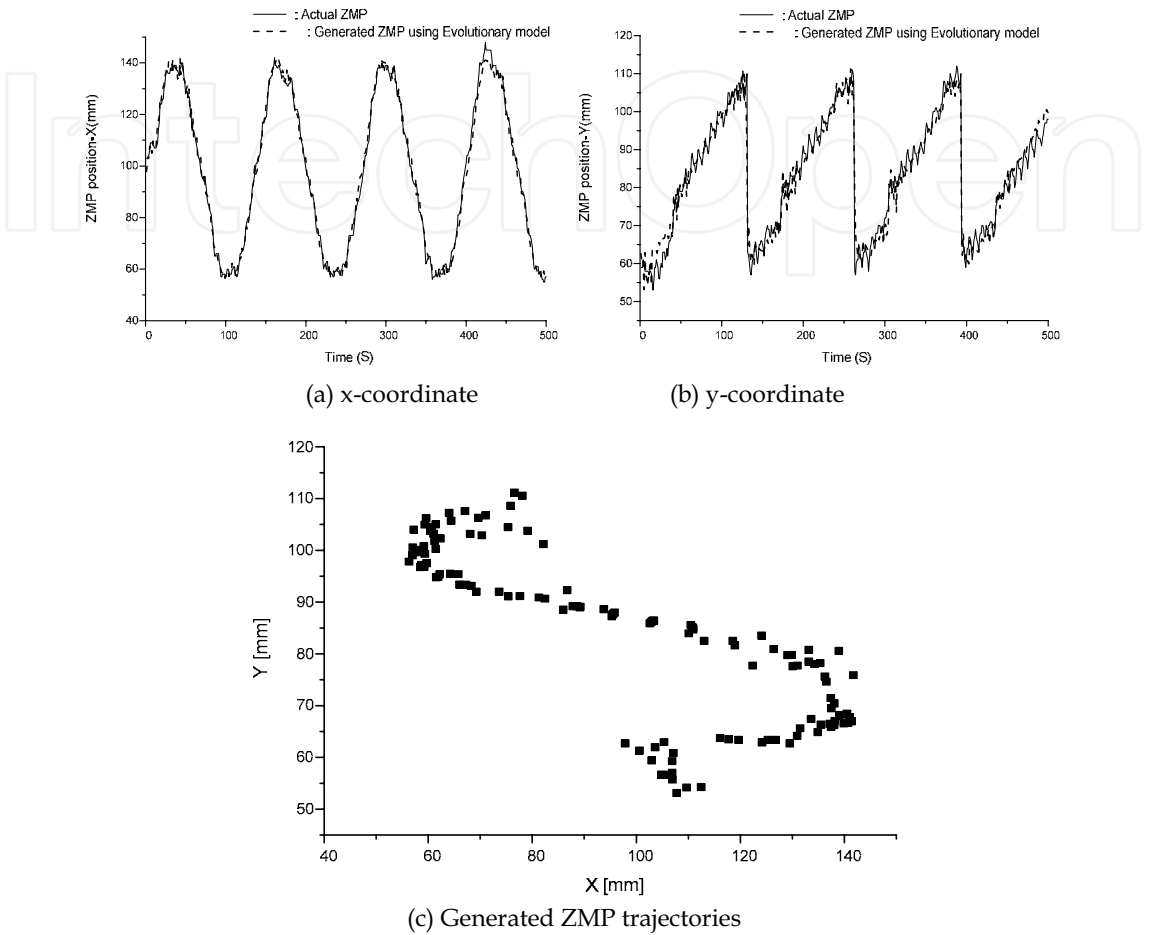 : Actual ZMP
: Generated ZMP using Evolutionary model
140
120
100
80
60
40
ZMP position-X(mm)
0 100 200 300 400 500
Time (S)
(a) x-coordinate
: Actual ZMP
: Generated ZMP using Evolutionary model
120
110
100
90
80
70
60
50
ZMP position-Y(mm)
0 100 200 300 400 500
Time (S)
(b) y-coordinate
120
110
100
90
80
70
60
50
Y [mm]
40 60 80 100 120 140
X [mm]
(c) Generated ZMP trajectories
IntechOpen